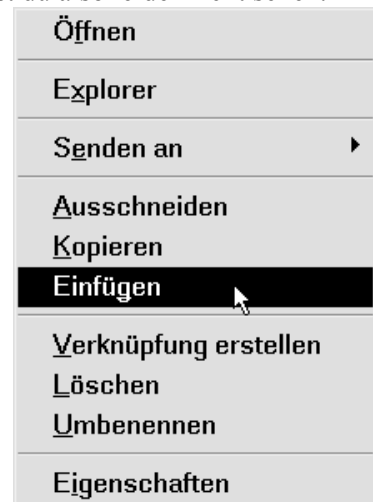 Öffnen
Explorer
Senden an
Ausschneiden
Kopieren
Einfügen
Verknüpfung erstellen
Löschen
Umbenennen
Eigenschaften